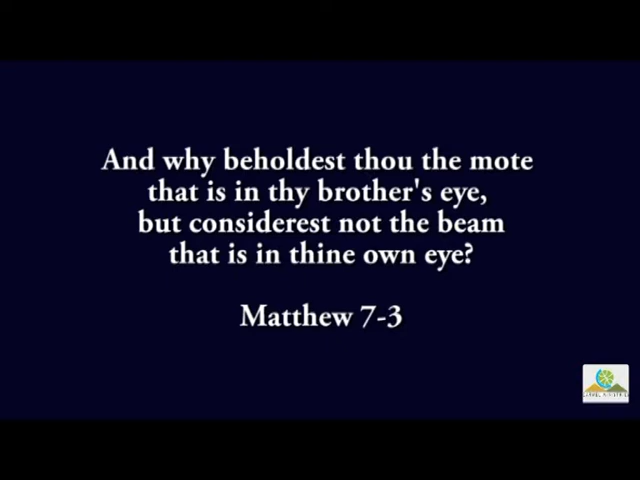 And why beholdest thou the mote
that is in thy brother's eye,
but considerest not the beam
that is in thine own eye?
Matthew 7-3